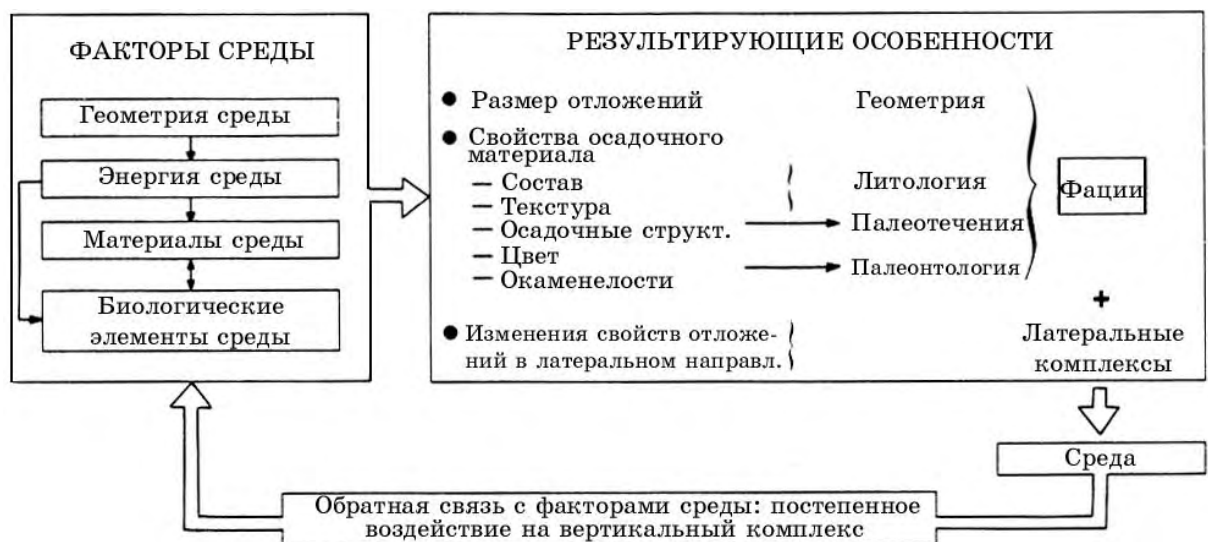 ФАКТОРЫ СРЕДЫ
Геометрия среды
Энергия среды
Материалы среды
Биологические
элементы среды
РЕЗУЛЬТИРУЮЩИЕ ОСОБЕННОСТИ
● Размер отложений
● Свойства осадочного
материала
— Состав
— Текстура
— Осадочные структ.
— Цвет
— Окаменелости
● Изменения свойств отложе-
ний в латеральном направл.
Геометрия
Литология
Палеотечения
Палеонтология
Фации
+
Латеральные
комплексы
Среда
Обратная связь с факторами среды: постепенное
воздействие на вертикальный комплекс